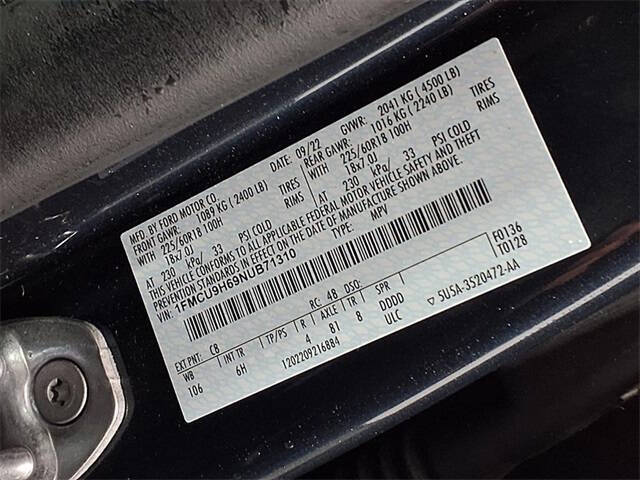 MFD. BY FORD MOTOR CO.
DATE: 09/22 GVWR: 2041 KG ( 4500 LB)
FRONT GAWR: 1089 KG ( 2400 LB) REAR GAWR: 1016 KG ( 2240 LB)
WITH 225/60R18 100H TIRES WITH 225/60R18 100H TIRES
18x7.0J RIMS 18x7.0J RIMS
AT 230 kPa/ 33 PSI COLD AT 230 kPa/ 33 PSI COLD
THIS VEHICLE CONFORMS TO ALL APPLICABLE FEDERAL MOTOR VEHICLE SAFETY AND THEFT
PREVENTION STANDARDS IN EFFECT ON THE DATE OF MANUFACTURE SHOWN ABOVE.
VIN: 1FMCU9H69NUB71310 TYPE: MPV
F0136
T0128
RC: 48 DSO:
EXT PNT: CB
WB INT TR TP/PS R AXLE TR SPR
106 6H 4 81 8 DDDD
1202209216884 ULC
5U5A-3520472-AA